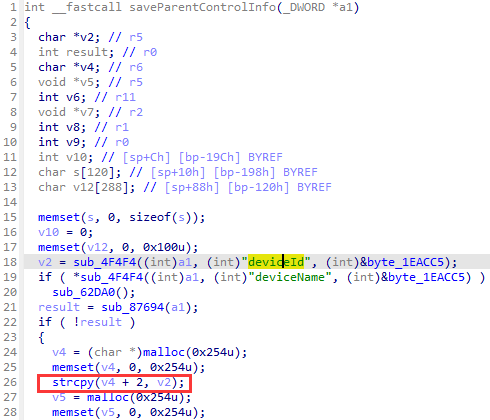 1 int __fastcall saveParentControlInfo(_DWORD *a1)
2 {
3 char *v2; // r5
4 int result; // r0
5 char *v4; // r6
6 void *v5; // r5
7 int v6; // r11
8 void *v7; // r2
9 int v8; // r1
10 int v9; // r0
11 int v10; // [sp+Ch] [bp-19Ch] BYREF
12 char s[120]; // [sp+10h] [bp-198h] BYREF
13 char v12[288]; // [sp+88h] [bp-120h] BYREF
14
15 memset(s, 0, sizeof(s));
16 v10 = 0;
17 memset(v12, 0, 0x100u);
18 v2 = sub_4F4F4((int)a1, (int)"deviceId", (int)&byte_1EACC5);
19 if ( *sub_4F4F4((int)a1, (int)"deviceName", (int)&byte_1EACC5) )
20 sub_62DA0();
21 result = sub_87694(a1);
22 if ( !result )
23 {
24 v4 = (char *)malloc(0x254u);
25 memset(v4, 0, 0x254u);
26 strcpy(v4 + 2, v2);
27 v5 = malloc(0x254u);
28 memset(v5, 0, 0x254u);